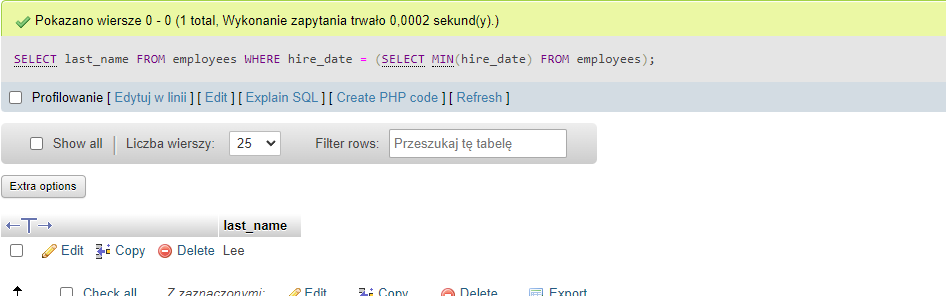 Pokazano wiersze 0 - 0 (1 total, Wykonanie zapytania trwało 0,0002 sekund(y).)
SELECT last_name FROM employees WHERE hire_date = (SELECT MIN(hire_date) FROM employees);
Profilowanie [ Edytuj w linii ] [ Edit ] [ Explain SQL ] [ Create PHP code ] [ Refresh ]
Show all | Liczba wierszy: 25 Filter rows: Przeszukaj tę tabelę
Extra options
←T→ last_name
Edit Copy Delete Lee
Check all Z zaznaczonymi: Edit Copy Delete Export